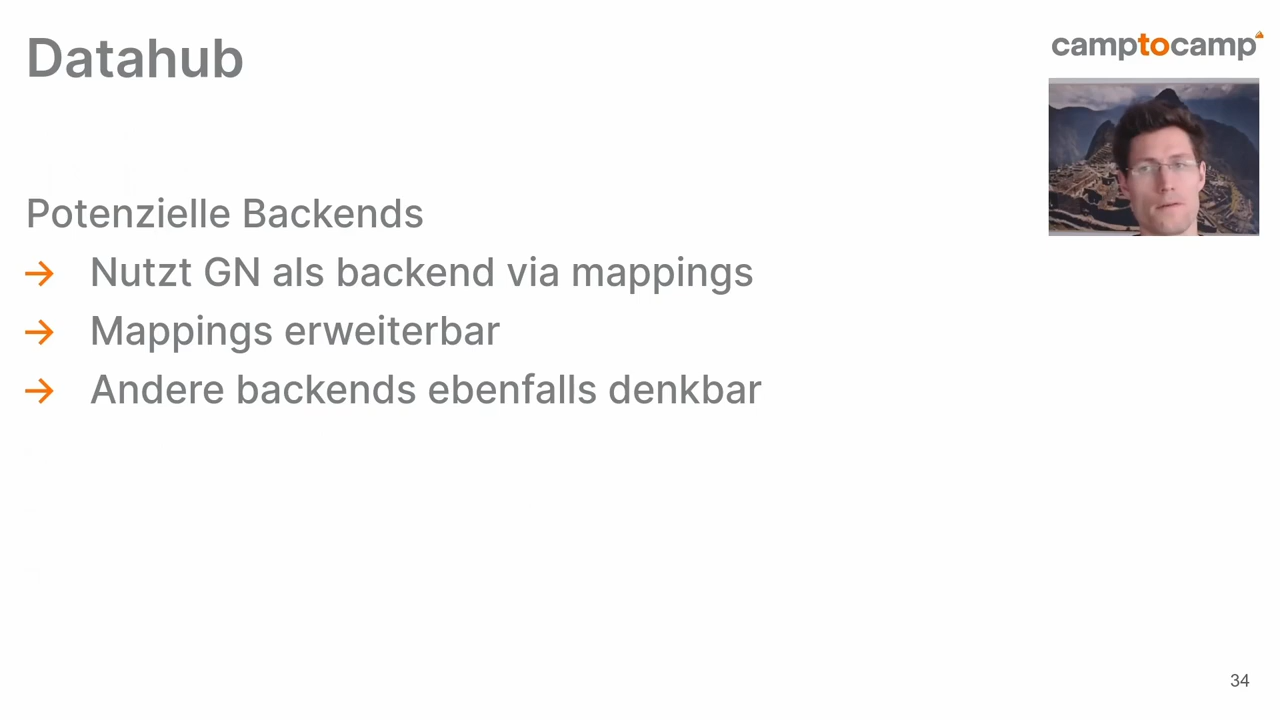 Datahub
camptocamp
Potenzielle Backends
→ Nutzt GN als backend via mappings
→ Mappings erweiterbar
→ Andere backends ebenfalls denkbar
34